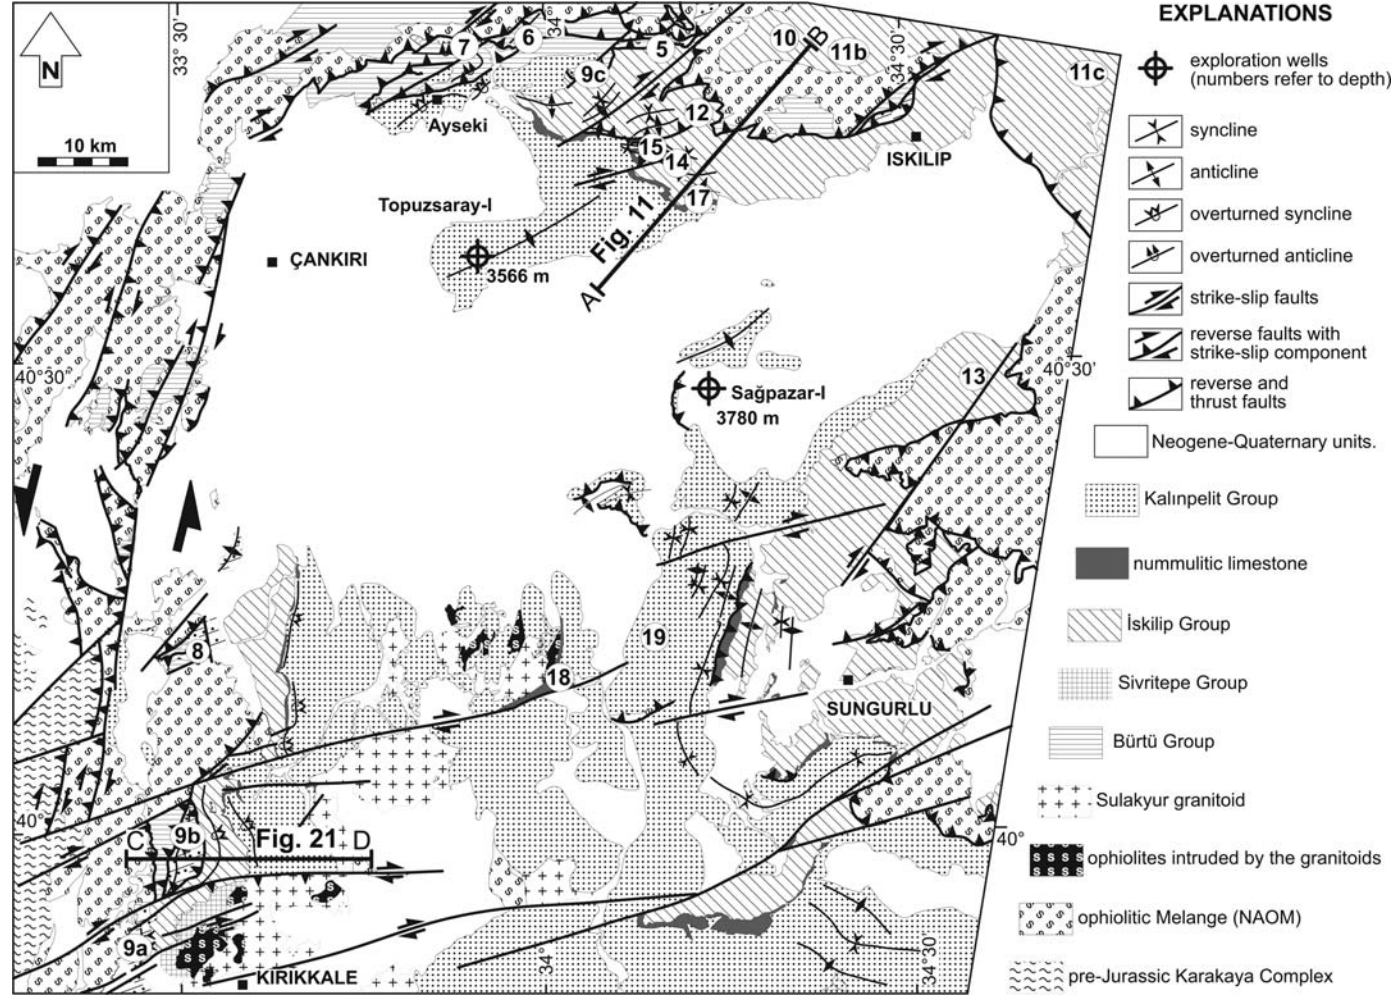 EXPLANATIONS
exploration wells
(numbers refer to depth)
syncline
anticline
overturned syncline
overturned anticline
strike-slip faults
reverse faults with
strike-slip component
reverse and
thrust faults
Neogene-Quaternary units.
Kalınpelit Group
nummulitic limestone
İskilip Group
Sivritepe Group
Bürtü Group
Sulakyur granitoid
ophiolites intruded by the granitoids
ophiolitic Melange (NAOM)
pre-Jurassic Karakaya Complex
N
10 km
33° 30'
34°
34° 30'
7
6
5
10
B
11b
11c
9c
12
Ayseki
15
14
ISKILIP
17
Topuzsaray-I
Fig. 11
ÇANKIRI
3566 m
A
40° 30'
13
40° 30'
Sağpazar-I
3780 m
8
19
18
SUNGURLU
40°
40°
C
9b
Fig. 21
D
9a
KIRIKKALE
34°
34° 30'